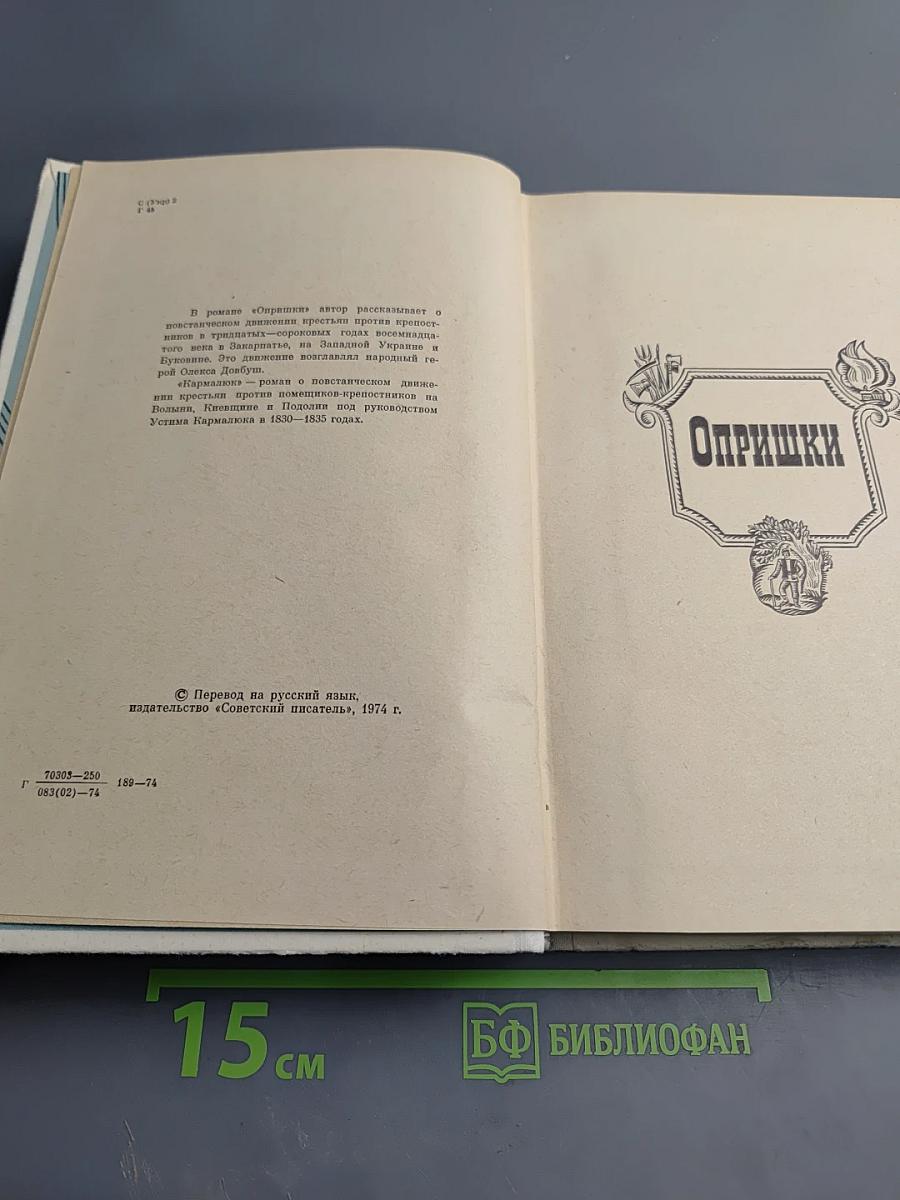 Г 48
В романе «Опришки» автор рассказывает о
повстанческом движении крестьян против крепост-
ников в тридцатых—сороковых годах восемнадца-
того века в Закарпатье, на Западной Украине и
Буковине. Это движение возглавлял народный ге-
рой Олекса Довбуш.
«Кармалюк» — роман о повстанческом движе-
нии крестьян против помещиков-крепостников на
Волыни, Киевщине и Подолии под руководством
Устима Кармалюка в 1830—1835 годах.
© Перевод на русский язык,
издательство «Советский писатель», 1974 г.
70303—250
Г 189—74
083(02)—74
Опришки
15 см
БФ БИБЛИОФАН